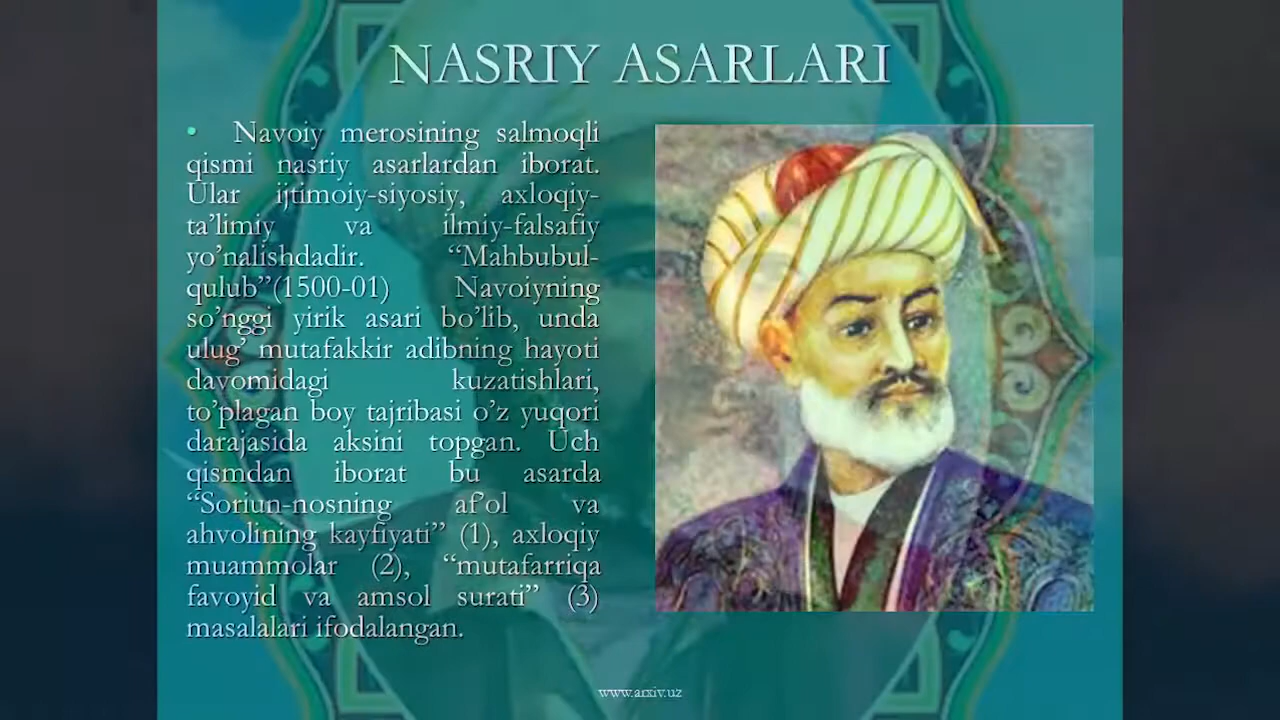 NASRIY ASARLARI
• Navoiy merosining salmoqli
qismi nasriy asarlardan iborat.
Ular ijtimoiy-siyosiy, axloqiy-
ta’limiy va ilmiy-falsafiy
yo’nalishdadir. “Mahbubul-
qulub”(1500-01) Navoiyning
so’nggi yirik asari bo’lib, unda
ulug’ mutafakkir adibning hayoti
davomidagi kuzatishlari,
to’plagan boy tajribasi o’z yuqori
darajasida aksini topgan. Uch
qismdan iborat bu asarda
“Soriun-nosning af’ol va
ahvolining kayfiyati” (1), axloqiy
muammolar (2), “mutafarriqa
favoyid va amsol surati” (3)
masalalari ifodalangan.
www.arxiv.uz